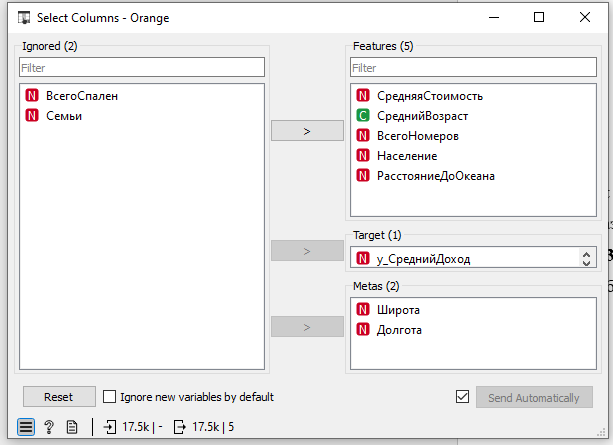 Select Columns - Orange
Ignored (2)
Filter
N ВсегоСпален
N Семьи
>
>
>
Features (5)
Filter
N СредняяСтоимость
C СреднийВозраст
N ВсегоНомеров
N Население
N РасстояниеДоОкеана
Target (1)
N y_СреднийДоход
Metas (2)
N Широта
N Долгота
Reset
Ignore new variables by default
Send Automatically
? 17.5k | - 17.5k | 5